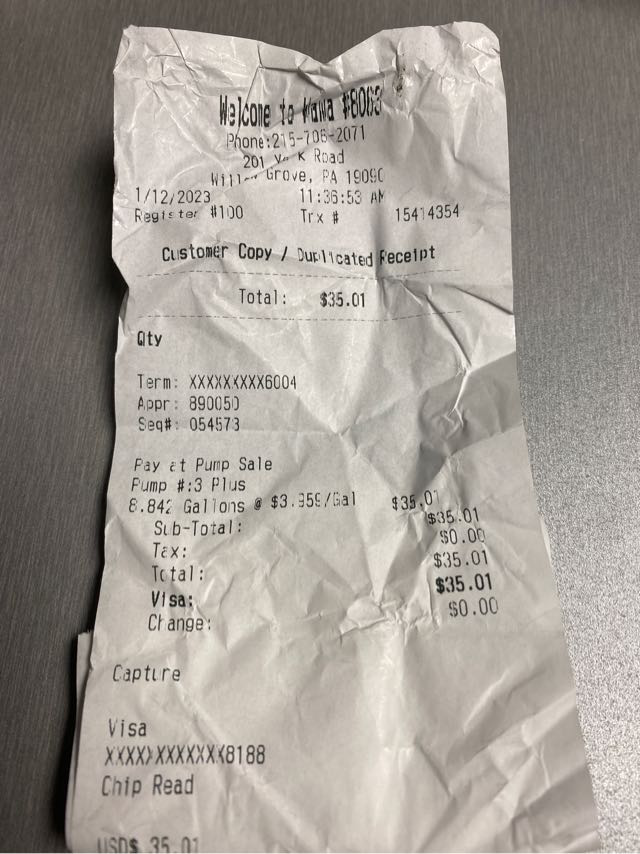 Welcome to Wawa #8003
Phone:215-706-2071
201 Road
Grove, PA 19090
1/12/2023 11:36:53 AM
Register #100 Trx # 15414354
Customer Copy / Duplicated Receipt
Total: $35.01
Qty
Term: XXXXXXXXX6004
Appr: 890050
Seq#: 054573
Pay at Pump Sale
Pump #:3 Plus
8.842 Gallons @ $3.959/Gal $35.01
Sub-Total: $35.01
Tax: $0.00
Total: $35.01
Visa: $35.01
Change: $0.00
Capture
Visa
XXXXXXXXXXXX8188
Chip Read
USD$ 35.01